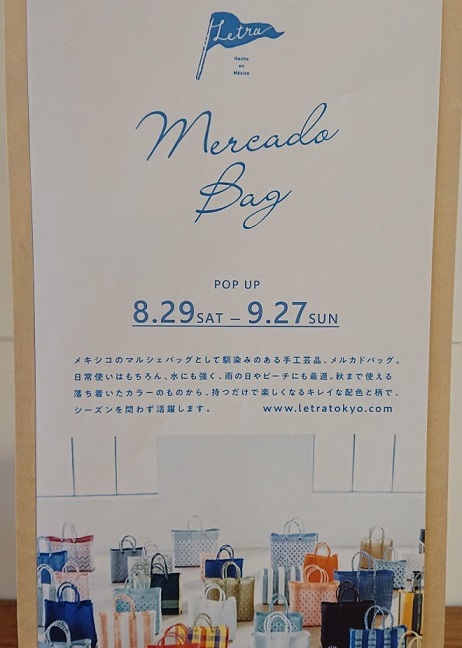 Letra
Hecho
en
México
Mercado
Bag
POP UP
8.29SAT – 9.27SUN
メキシコのマルシェバッグとして馴染みのある手工芸品、メルカドバッグ。
日常使いはもちろん、水にも強く、雨の日やビーチにも最適。秋まで使える
落ち着いたカラーのものから、持つだけで楽しくなるキレイな配色と柄で、
シーズンを問わず活躍します。 www.letratokyo.com